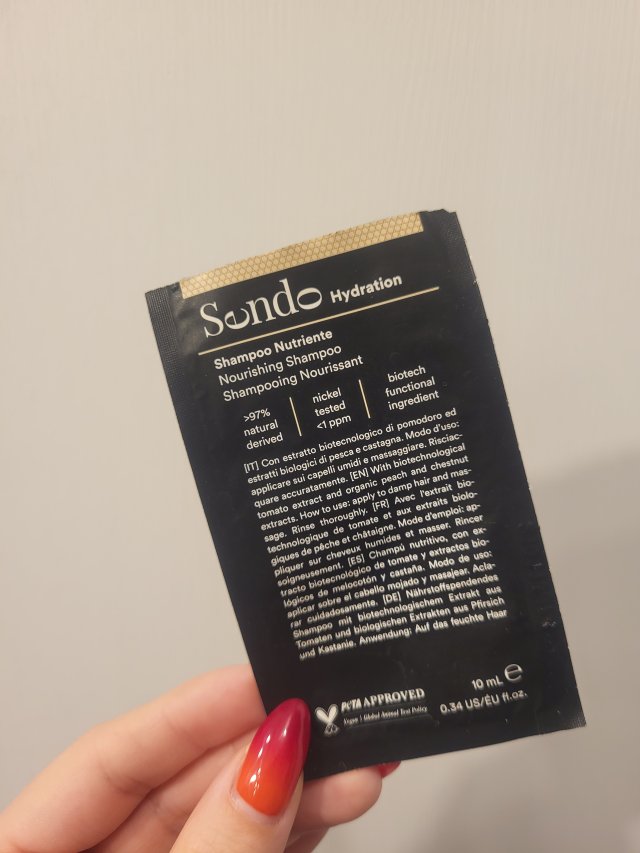 Sendo Hydration
Shampoo Nutriente
Nourishing Shampoo
Shampooing Nourissant
>97%
natural
derived
nickel
tested
<1 ppm
biotech
functional
ingredient
[IT] Con estratto biotecnologico di pomodoro ed
estratti biologici di pesca e castagna. Modo d'uso:
applicare sui capelli umidi e massaggiare. Risciac-
quare accuratamente. [EN] With biotechnological
tomato extract and organic peach and chestnut
extracts. How to use: apply to damp hair and mas-
sage. Rinse thoroughly. [FR] Avec l'extrait bio-
technologique de tomate et aux extraits biolo-
giques de pêche et châtaigne. Mode d'emploi: ap-
pliquer sur cheveux humides et masser. Rincer
soigneusement. [ES] Champú nutritivo, con ex-
tracto biotecnológico de tomate y extractos bio-
lógicos de melocotón y castaña. Modo de uso:
aplicar sobre el cabello mojado y masajear. Acla-
rar cuidadosamente. [DE] Nährstoffspendendes
Shampoo mit biotechnologischem Extrakt aus
Tomaten und biologischen Extrakten aus Pfirsich
und Kastanie. Anwendung: Auf das feuchte Haar
PETA APPROVED
Vegan | Global Animal Test Policy
10 mL e
0.34 US/EU fl.oz.